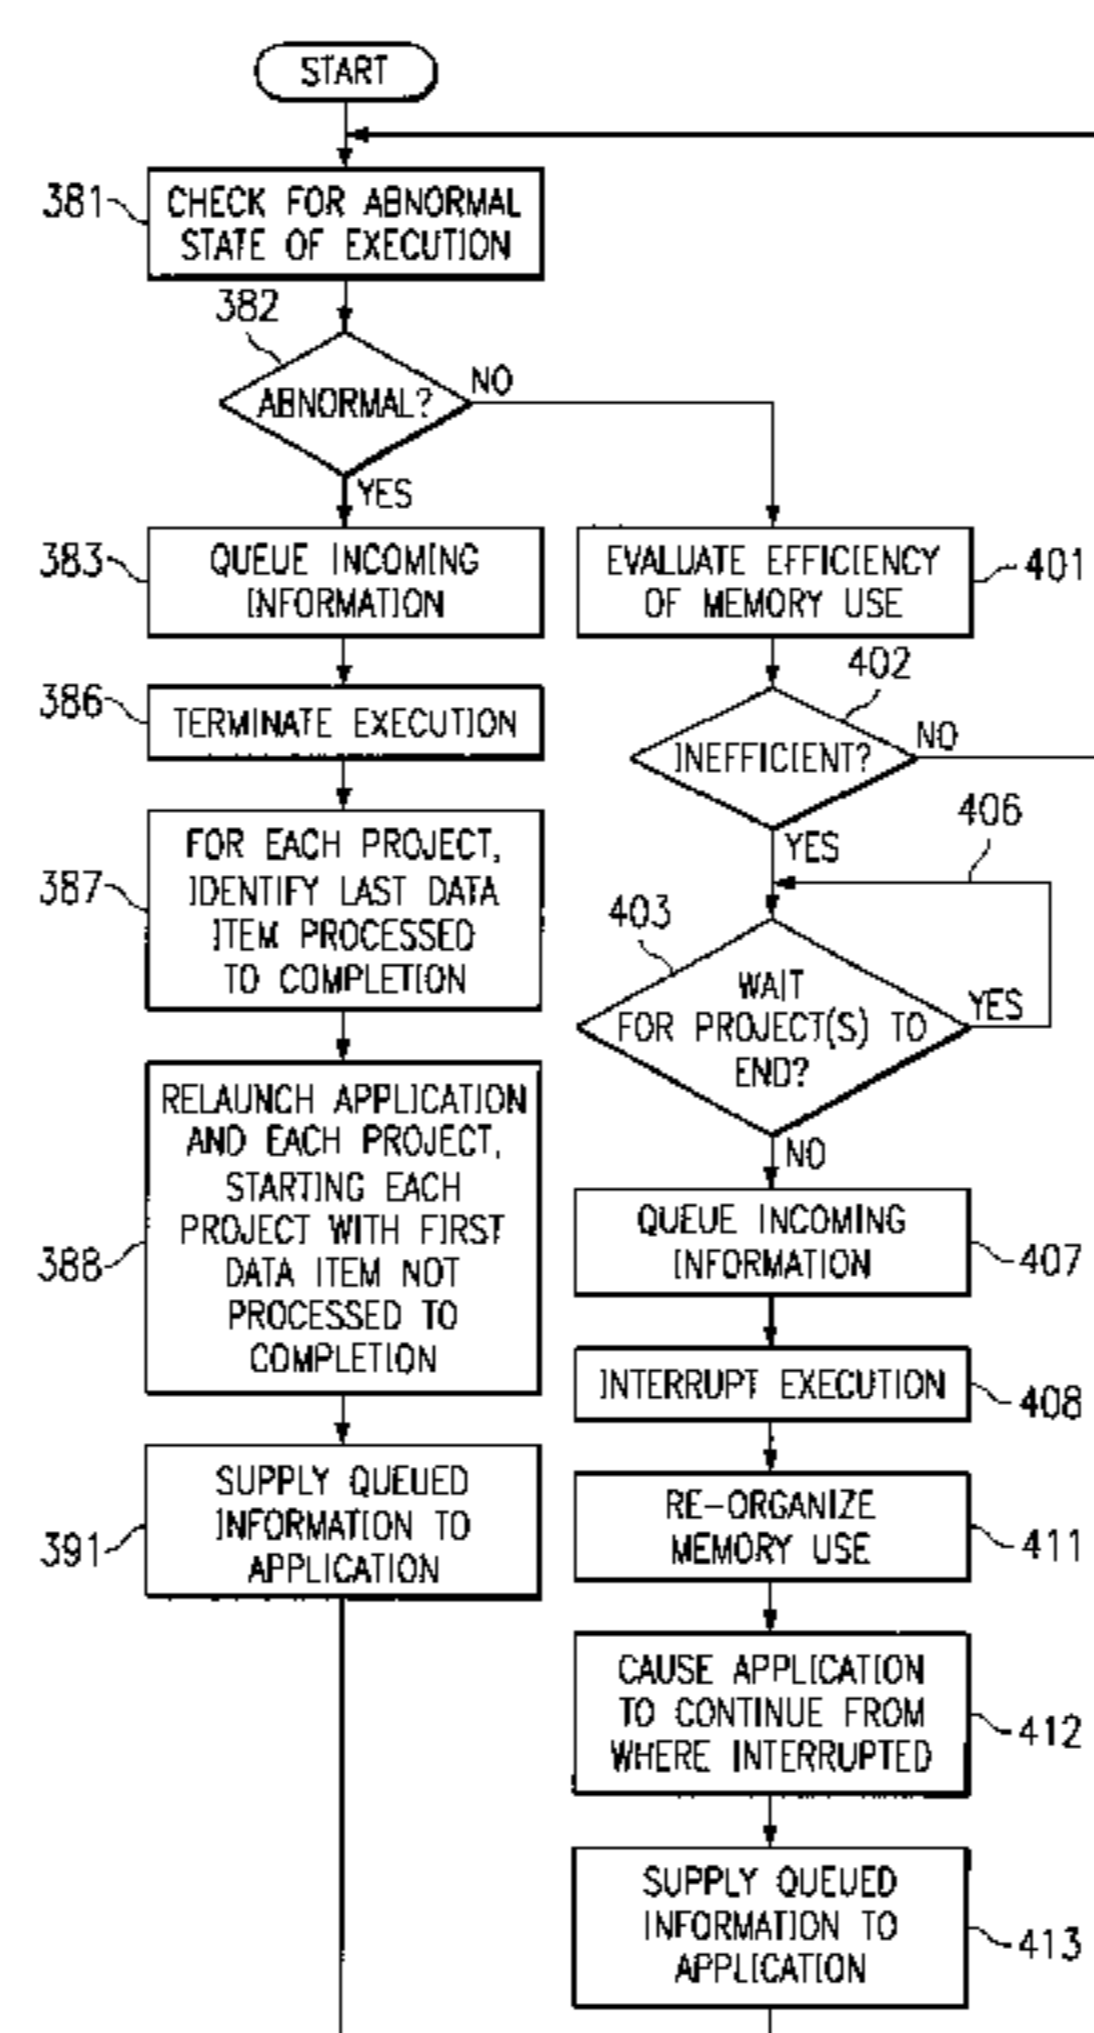 START
381
CHECK FOR ABNORMAL
STATE OF EXECUTION
382
ABNORMAL?
NO
YES
383
QUEUE INCOMING
INFORMATION
386
TERMINATE EXECUTION
387
FOR EACH PROJECT,
IDENTIFY LAST DATA
ITEM PROCESSED
TO COMPLETION
388
RELAUNCH APPLICATION
AND EACH PROJECT,
STARTING EACH
PROJECT WITH FIRST
DATA ITEM NOT
PROCESSED TO
COMPLETION
391
SUPPLY QUEUED
INFORMATION TO
APPLICATION
EVALUATE EFFICIENCY
OF MEMORY USE
401
402
INEFFICIENT?
NO
YES
406
403
WAIT
FOR PROJECT(S) TO
END?
YES
NO
QUEUE INCOMING
INFORMATION
407
INTERRUPT EXECUTION
408
RE-ORGANIZE
MEMORY USE
411
CAUSE APPLICATION
TO CONTINUE FROM
WHERE INTERRUPTED
412
SUPPLY QUEUED
INFORMATION TO
APPLICATION
413